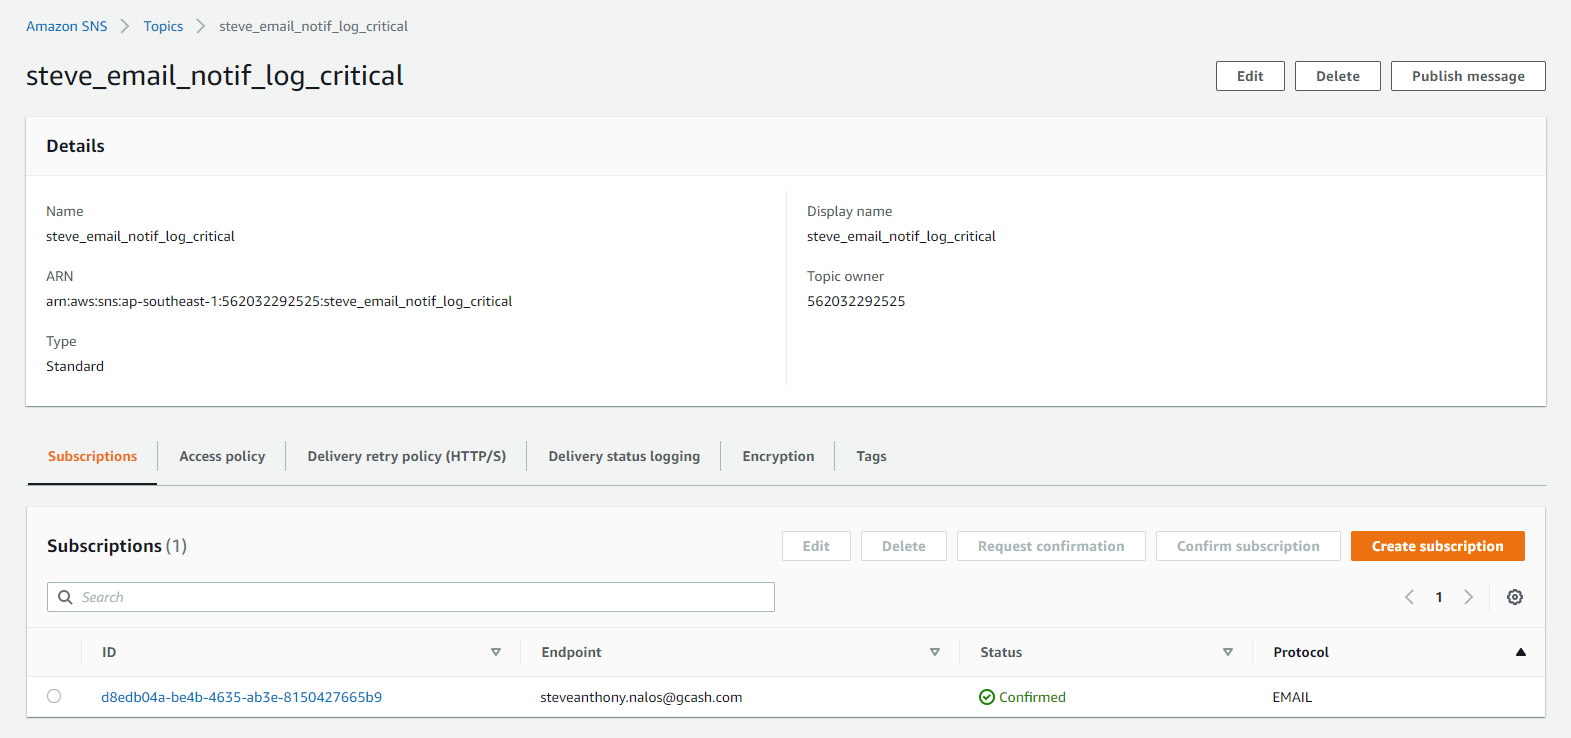 Amazon SNS > Topics > steve_email_notif_log_critical
steve_email_notif_log_critical
Edit Delete Publish message
Details
Name
steve_email_notif_log_critical
ARN
arn:aws:sns:ap-southeast-1:562032292525:steve_email_notif_log_critical
Type
Standard
Display name
steve_email_notif_log_critical
Topic owner
562032292525
Subscriptions Access policy Delivery retry policy (HTTP/S) Delivery status logging Encryption Tags
Subscriptions (1)
Edit Delete Request confirmation Confirm subscription Create subscription
Search
1
ID Endpoint Status Protocol
d8edb04a-be4b-4635-ab3e-8150427665b9 steveanthony.nalos@gcash.com Confirmed EMAIL